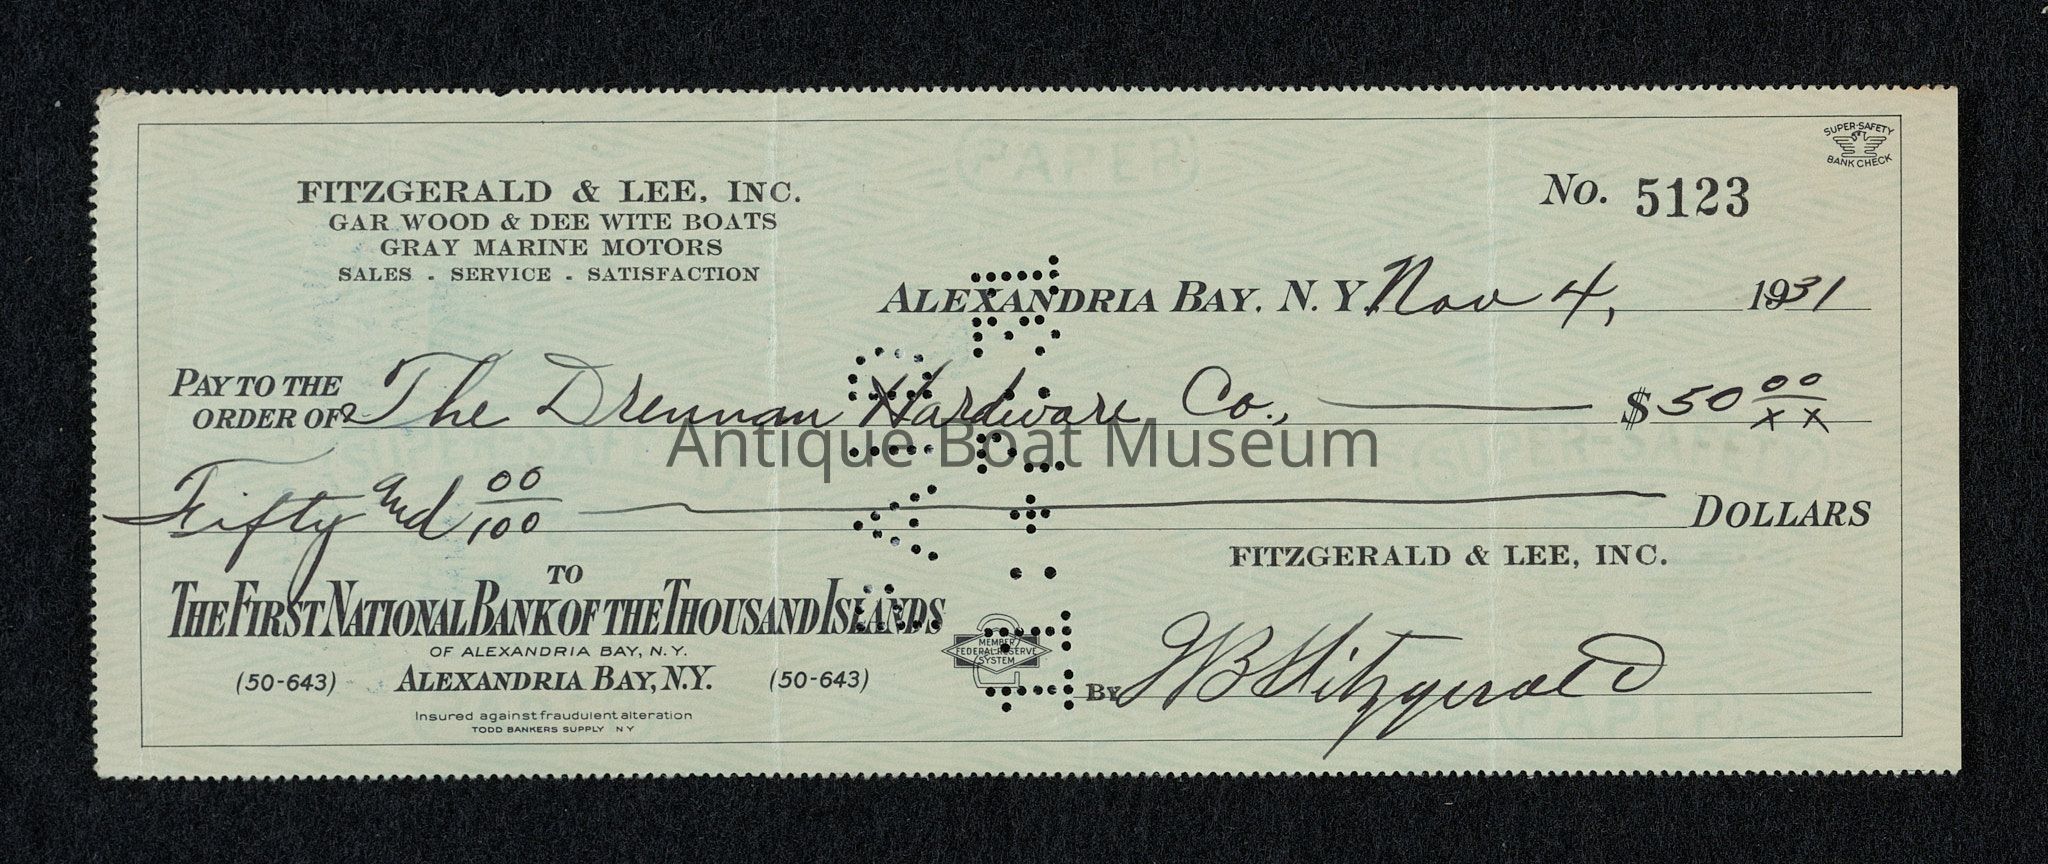 SUPER-SAFETY
BANK CHECK
FITZGERALD & LEE, INC.
GAR WOOD & DEE WITE BOATS
GRAY MARINE MOTORS
SALES . SERVICE . SATISFACTION
No. 5123
ALEXANDRIA BAY, N. Y. Nov 4, 1931
PAY TO THE
ORDER OF The Drennan Hardware Co., $ 50 00/xx
Antique Boat Museum
Fifty and 00/100 DOLLARS
FITZGERALD & LEE, INC.
TO
THE FIRST NATIONAL BANK OF THE THOUSAND ISLANDS
OF ALEXANDRIA BAY, N.Y.
(50-643) ALEXANDRIA BAY, N.Y. (50-643)
MEMBER
FEDERAL RESERVE
SYSTEM
2
BY
Fitzgerald
Insured against fraudulent alteration
TODD BANKERS SUPPLY NY